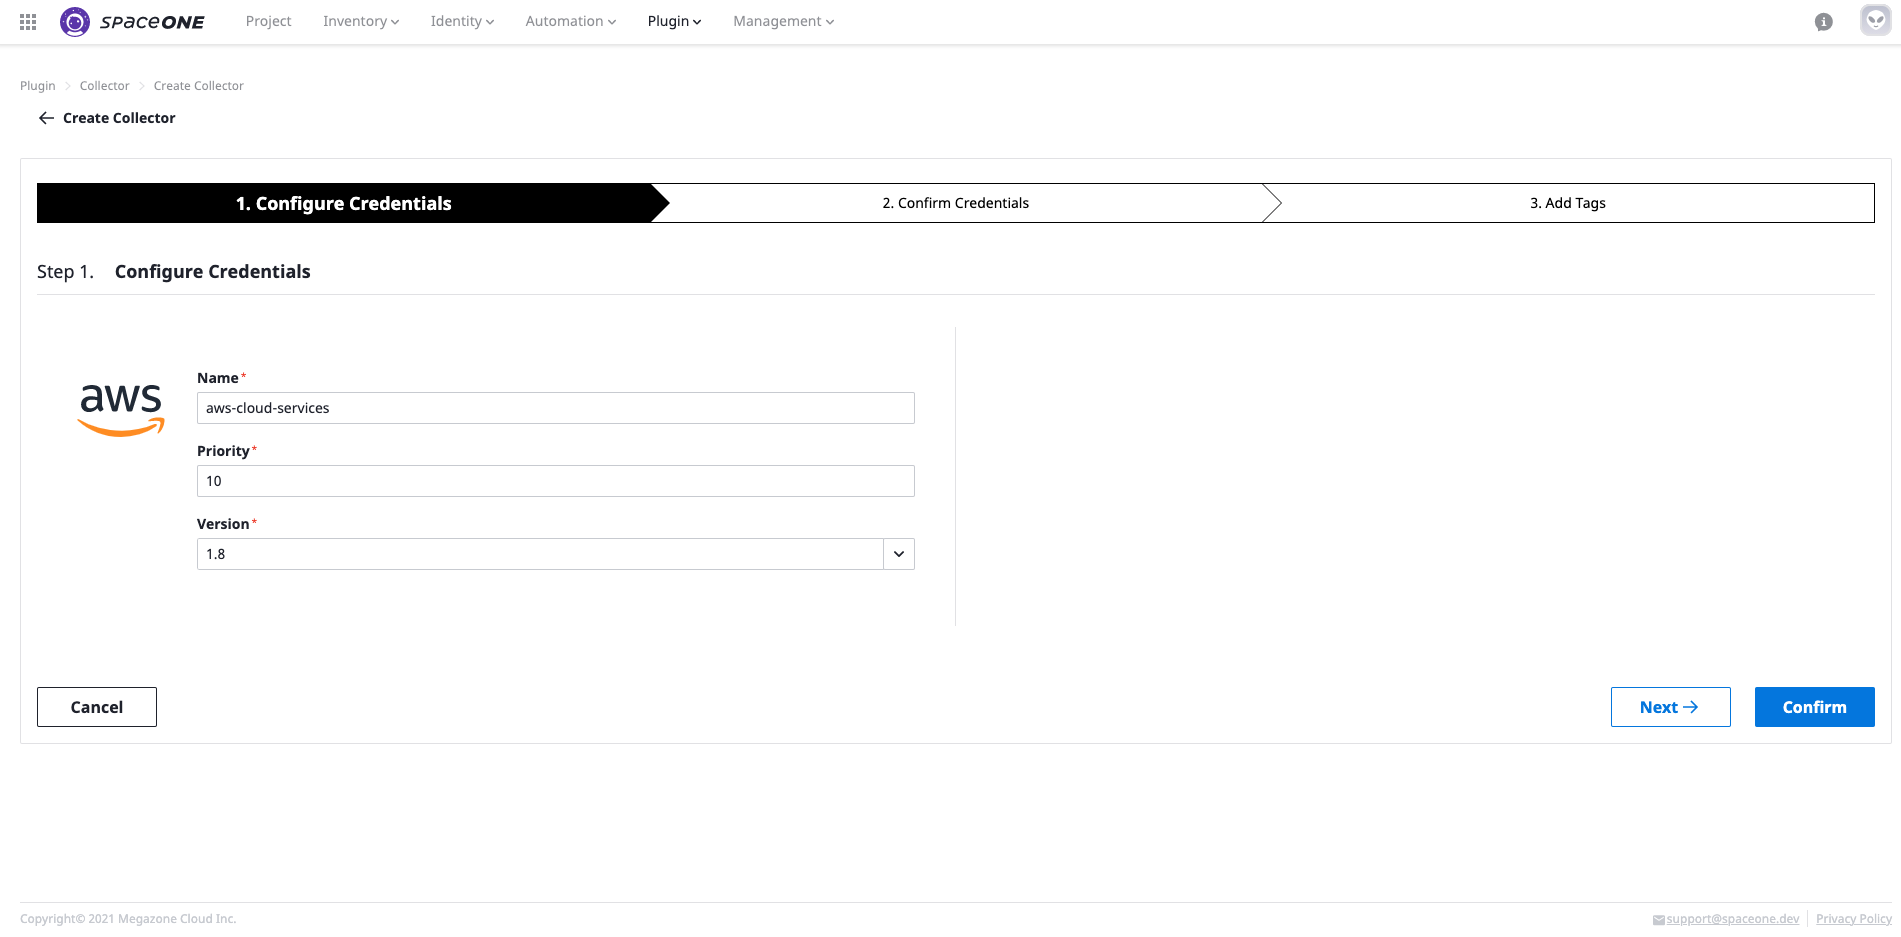 spaceONE Project Inventory Identity Automation Plugin Management
Plugin Collector Create Collector
Create Collector
1. Configure Credentials 2. Confirm Credentials 3. Add Tags
Step 1. Configure Credentials
aws
Name*
aws-cloud-services
Priority*
10
Version*
1.8
Cancel Next Confirm
Copyright© 2021 Megazone Cloud Inc. support@spaceone.dev Privacy Policy